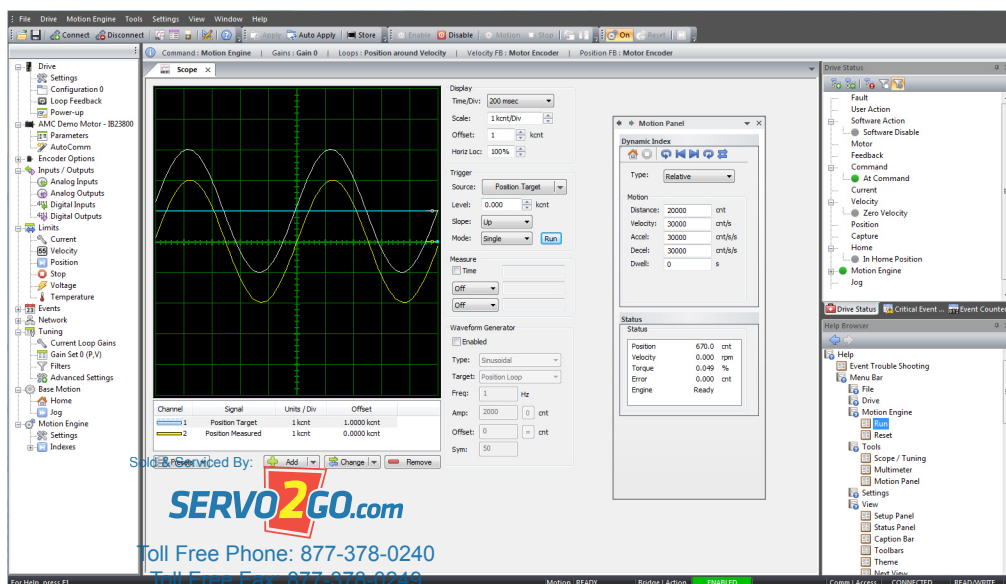 File Drive Motion Engine Tools Settings View Window Help
Connect Disconnect Apply Auto Apply Store Enable Disable Motion Stop On Reset
Command : Motion Engine | Gains : Gain 0 | Loops : Position around Velocity | Velocity FB : Motor Encoder | Position FB : Motor Encoder
Drive
Settings
Configuration 0
Loop Feedback
Power-up
AMC Demo Motor - IB23800
Parameters
AutoComm
Encoder Options
Inputs / Outputs
Analog Inputs
Analog Outputs
Digital Inputs
Digital Outputs
Limits
Current
Velocity
Position
Stop
Voltage
Temperature
Events
Network
Tuning
Current Loop Gains
Gain Set 0 (P,V)
Filters
Advanced Settings
Base Motion
Home
Jog
Motion Engine
Settings
Indexes
Scope
Display
Time/Div: 200 msec
Scale: 1 kcnt/Div
Offset: 1 kcnt
Horiz Loc: 100%
Trigger
Source: Position Target
Level: 0.000 kcnt
Slope: Up
Mode: Single Run
Measure
Time
Off
Off
Waveform Generator
Enabled
Type: Sinusoidal
Target: Position Loop
Freq: 1 Hz
Amp: 2000 0 cnt
Offset: 0 = cnt
Sym: 50
Channel Signal Units / Div Offset
1 Position Target 1 kcnt 1.0000 kcnt
2 Position Measured 1 kcnt 0.0000 kcnt
Presets Add Change Remove
Sold & Serviced By:
SERVO2GO.com
Toll Free Phone: 877-378-0240
Toll Free Fax: 877-378-0249
Motion Panel
Dynamic Index
Type: Relative
Motion
Distance: 20000 cnt
Velocity: 30000 cnt/s
Accel: 30000 cnt/s/s
Decel: 30000 cnt/s/s
Dwell: 0 s
Status
Status
Position 670.0 cnt
Velocity 0.000 rpm
Torque 0.049 %
Error 0.000 cnt
Engine Ready
Drive Status
Fault
User Action
Software Action
Software Disable
Motor
Feedback
Command
At Command
Current
Velocity
Zero Velocity
Position
Capture
Home
In Home Position
Motion Engine
Jog
Drive Status Critical Event ... Event Counter
Help Browser
Help
Event Trouble Shooting
Menu Bar
File
Drive
Motion Engine
Run
Reset
Tools
Scope / Tuning
Multimeter
Motion Panel
Settings
View
Setup Panel
Status Panel
Caption Bar
Toolbars
Theme
Next View
For Help, press F1
Motion READY Bridge | Action ENABLED Comm | Access CONNECTED READ/WRITE